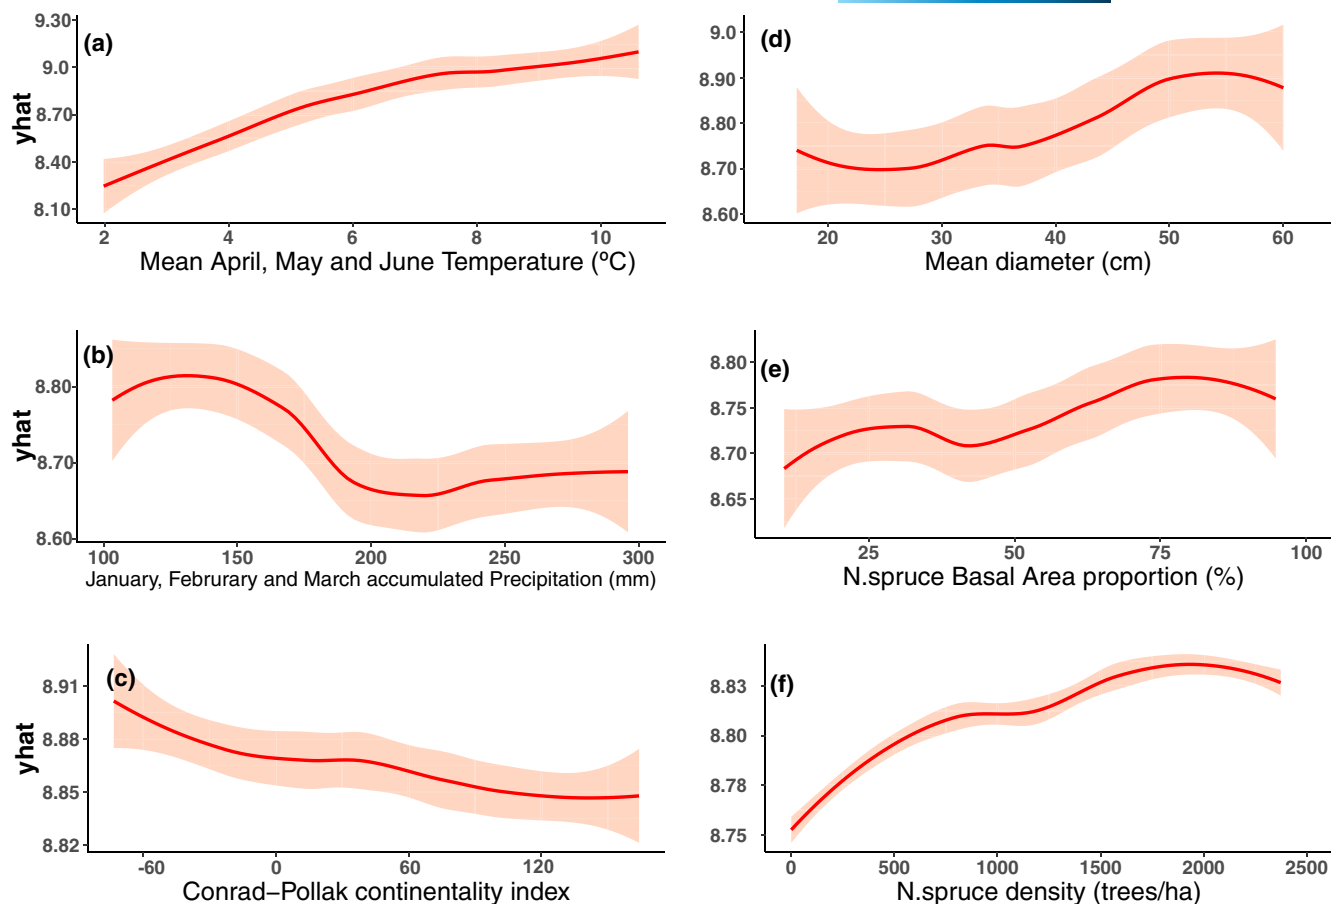 (a)
yhat
9.30
9.0
8.70
8.40
8.10
2 4 6 8 10
Mean April, May and June Temperature (ºC)
(b)
yhat
8.80
8.70
8.60
100 150 200 250 300
January, Februrary and March accumulated Precipitation (mm)
(c)
yhat
8.91
8.88
8.85
8.82
-60 0 60 120
Conrad–Pollak continentality index
(d)
9.0
8.90
8.80
8.70
8.60
20 30 40 50 60
Mean diameter (cm)
(e)
8.80
8.75
8.70
8.65
25 50 75 100
N.spruce Basal Area proportion (%)
(f)
8.83
8.80
8.78
8.75
0 500 1000 1500 2000 2500
N.spruce density (trees/ha)